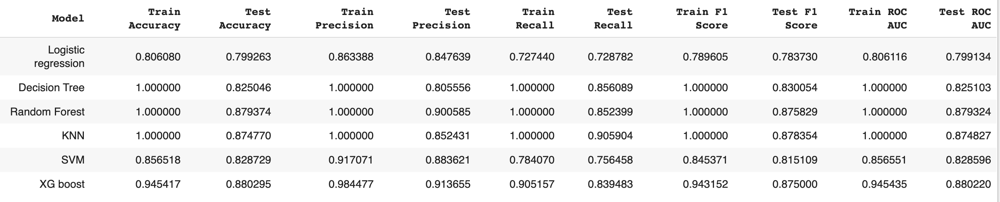 Model Train Accuracy Test Accuracy Train Precision Test Precision Train Recall Test Recall Train F1 Score Test F1 Score Train ROC AUC Test ROC AUC
Logistic regression 0.806080 0.799263 0.863388 0.847639 0.727440 0.728782 0.789605 0.783730 0.806116 0.799134
Decision Tree 1.000000 0.825046 1.000000 0.805556 1.000000 0.856089 1.000000 0.830054 1.000000 0.825103
Random Forest 1.000000 0.879374 1.000000 0.900585 1.000000 0.852399 1.000000 0.875829 1.000000 0.879324
KNN 1.000000 0.874770 1.000000 0.852431 1.000000 0.905904 1.000000 0.878354 1.000000 0.874827
SVM 0.856518 0.828729 0.917071 0.883621 0.784070 0.756458 0.845371 0.815109 0.856551 0.828596
XG boost 0.945417 0.880295 0.984477 0.913655 0.905157 0.839483 0.943152 0.875000 0.945435 0.880220